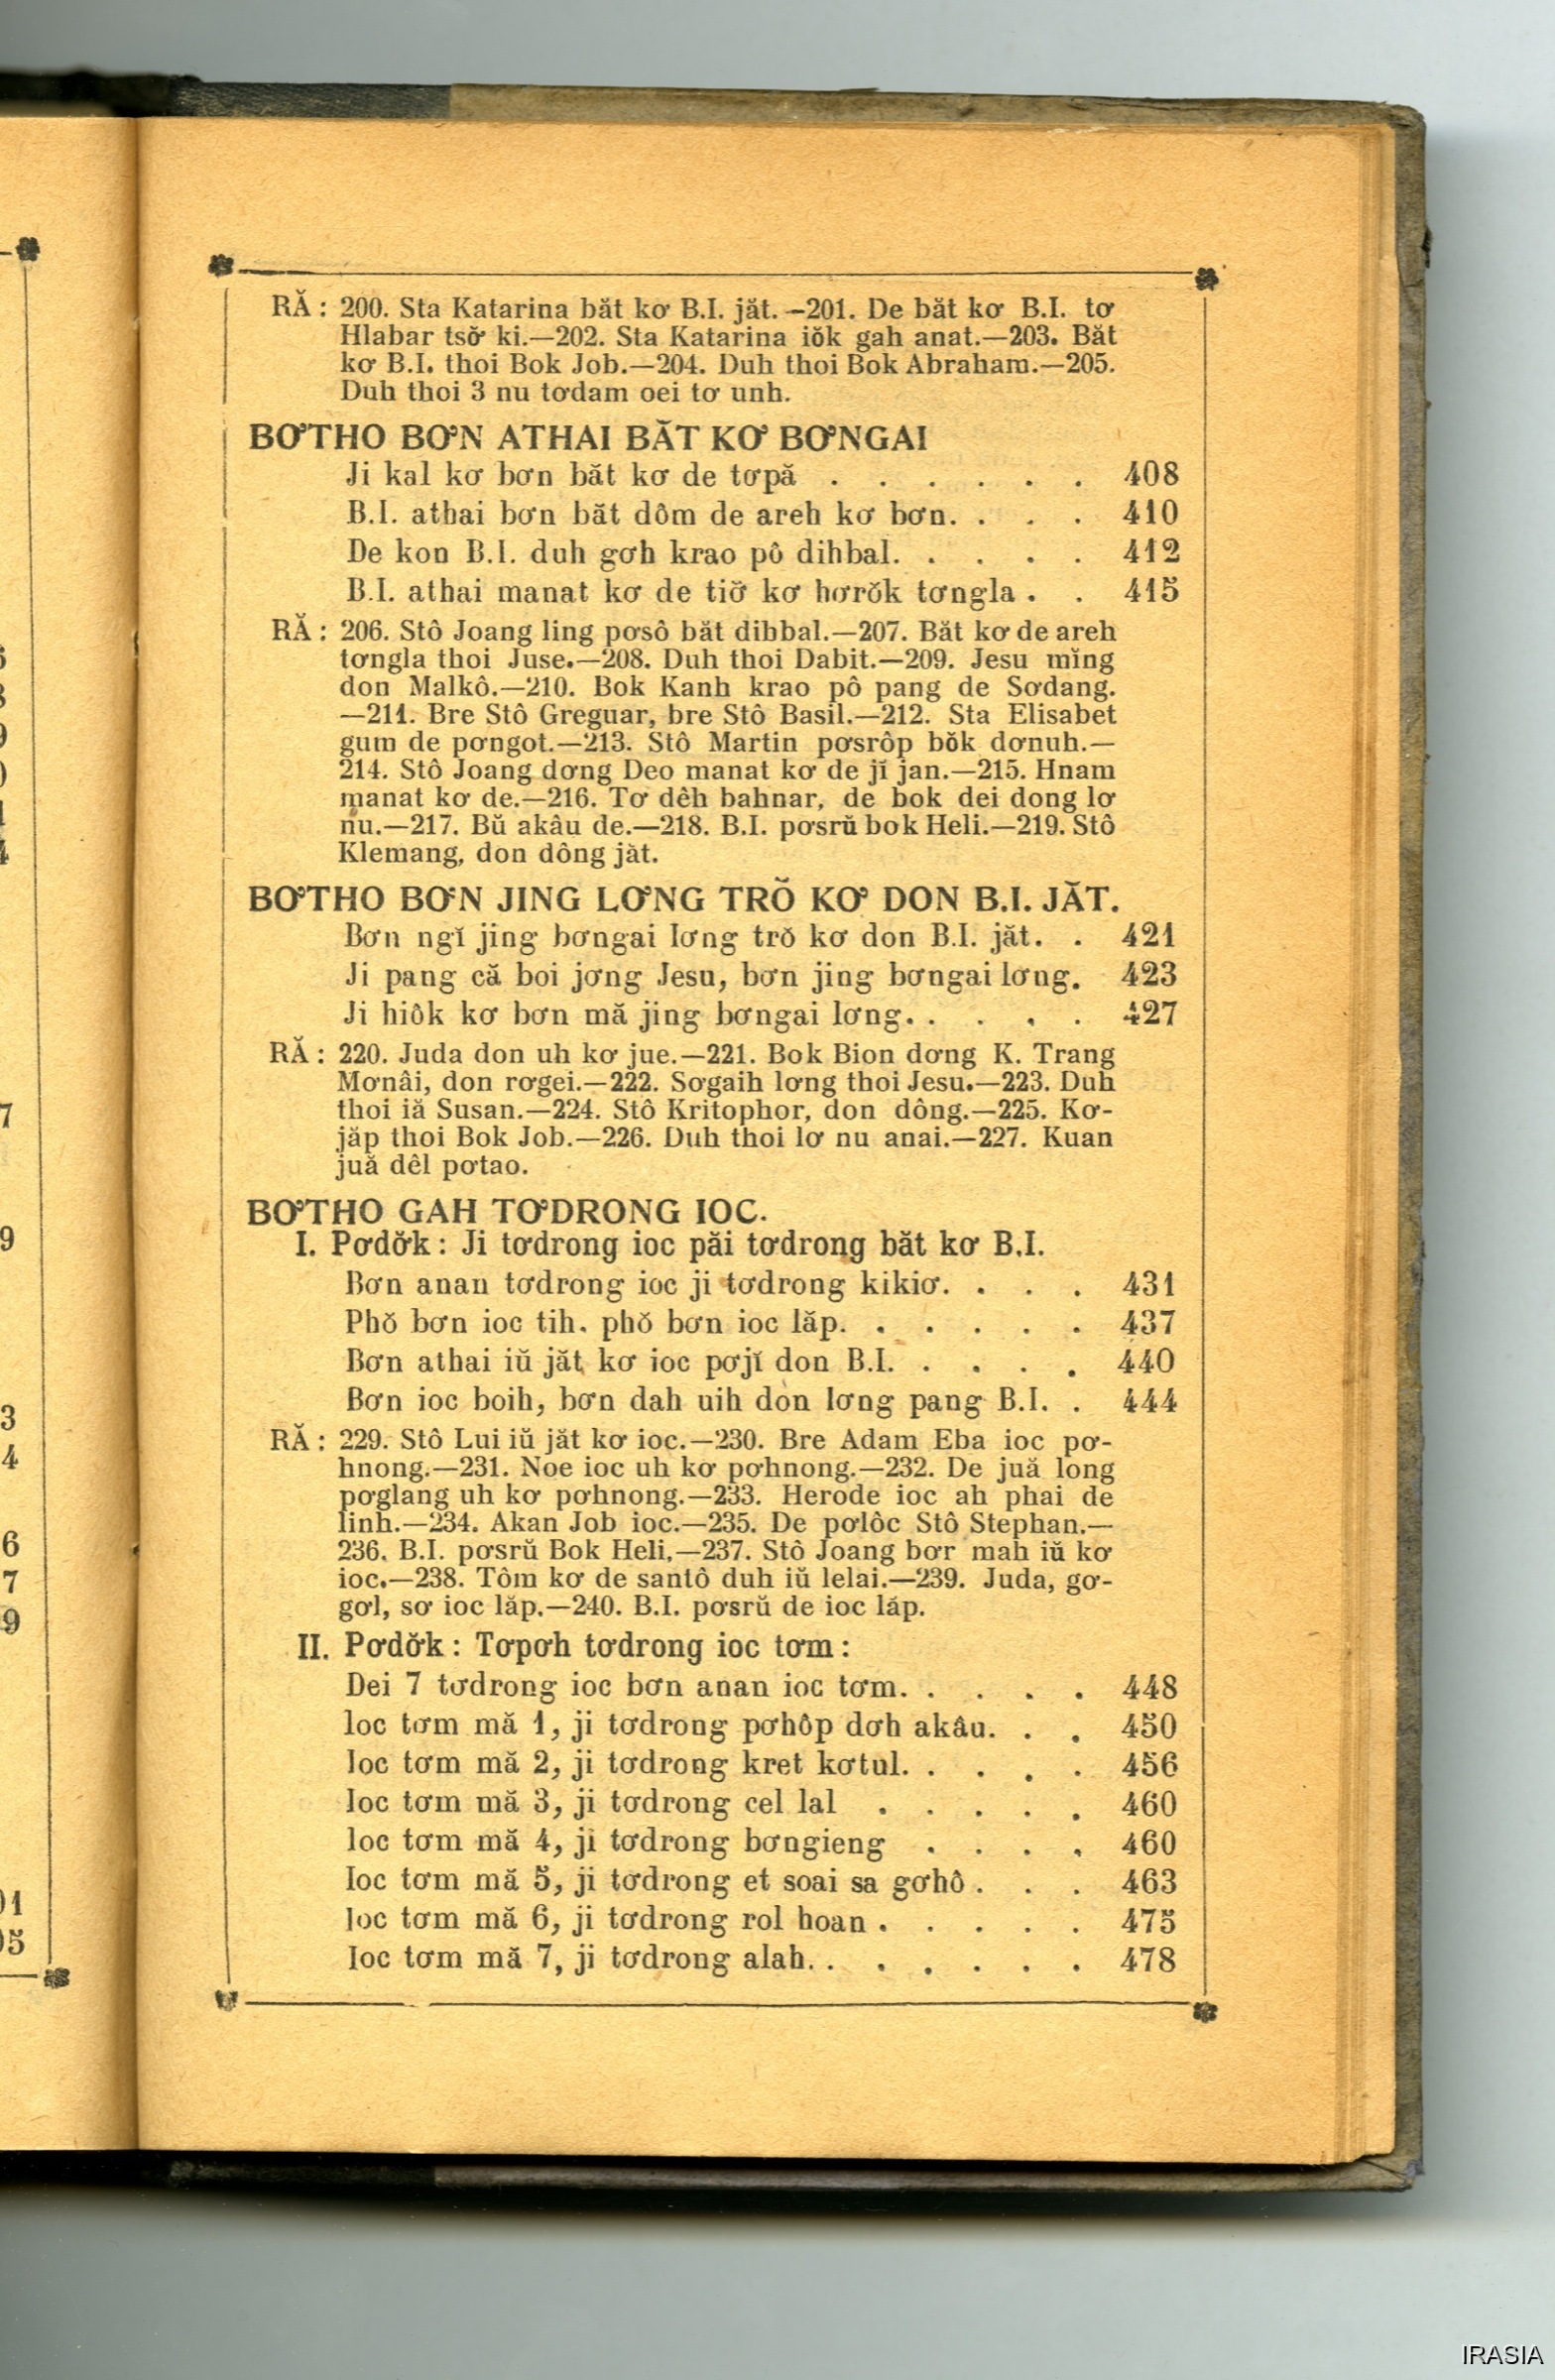 RĂ : 200. Sta Katarina băt kơ B.I. jăt.—201. De băt kơ B.I. tơ
Hlabar tsơ̆ ki.—202. Sta Katarina iŏk gah anat.—203. Băt
kơ B.I. thoi Bok Job.—204. Duh thoi Bok Abraham.—205.
Duh thoi 3 nu tơdam oei tơ unh.
BƠTHO BƠN ATHAI BĂT KƠ BƠNGAI
Ji kal kơ bơn băt kơ de tơpă . . . . . . 408
B.I. athai bơn băt dôm de areh kơ bơn. . . . 410
De kon B.I. duh gơh krao pô dihbal. . . . . 412
B.I. athai manat kơ de tiơ̆ kơ hơrŏk tơngla . . 415
RĂ : 206. Stô Joang ling pơsô băt dihbal.—207. Băt kơ de areh
tơngla thoi Juse.—208. Duh thoi Dabit.—209. Jesu mĭng
don Malkô.—210. Bok Kanh krao pô pang de Sơdang.
—211. Bre Stô Greguar, bre Stô Basil.—212. Sta Elisabet
gum de pơngot.—213. Stô Martin pơsrôp bŏk dơnuh.—
214. Stô Joang dơng Deo manat kơ de jĭ jan.—215. Hnam
manat kơ de.—216. Tơ dêh bahnar, de bok dei dong lơ
nu.—217. Bŭ akâu de.—218. B.I. pơsrŭ bok Heli.—219. Stô
Klemang, don dông jăt.
BƠTHO BƠN JING LƠNG TRŎ KƠ DON B.I. JĂT.
Bơn ngĭ jing bơngai lơng trŏ kơ don B.I. jăt. . 421
Ji pang că boi jơng Jesu, bơn jing bơngai lơng. 423
Ji hiôk kơ bơn mă jing bơngai lơng. . . . . 427
RĂ : 220. Juda don uh kơ jue.—221. Bok Bion dơng K. Trang
Mơnâi, don rơgei.—222. Sơgaih lơng thoi Jesu.—223. Duh
thoi iă Susan.—224. Stô Kritophor, don dông.—225. Kơ-
jăp thoi Bok Job.—226. Duh thoi lơ nu anai.—227. Kuan
juă dêl pơtao.
BƠTHO GAH TƠDRONG IOC.
I. Pơdơ̆k : Ji tơdrong ioc păi tơdrong băt kơ B.I.
Bơn anan tơdrong ioc ji tơdrong kikiơ. . . . 431
Phŏ bơn ioc tih. phŏ bơn ioc lăp. . . . . . 437
Bơn athai iŭ jăt kơ ioc pơjĭ don B.I. . . . . 440
Bơn ioc boih, bơn dah uih don lơng pang B.I. . 444
RĂ : 229. Stô Lui iŭ jăt kơ ioc.—230. Bre Adam Eba ioc pơ-
hnong.—231. Noe ioc uh kơ pơhnong.—232. De juă long
pơglang uh kơ pơhnong.—233. Herode ioc ah phai de
linh.—234. Akan Job ioc.—235. De pơlôc Stô Stephan.—
236. B.I. pơsrŭ Bok Heli,—237. Stô Joang bơr mah iŭ kơ
ioc.—238. Tôm kơ de santô duh iŭ lelai.—239. Juda, gơ-
gơl, sơ ioc lăp.—240. B.I. pơsrŭ de ioc lăp.
II. Pơdơ̆k : Tơpơh tơdrong ioc tơm :
Dei 7 tơdrong ioc bơn anan ioc tơm. . . . . 448
Ioc tơm mă 1, ji tơdrong pơhôp dơh akâu. . . 450
Ioc tơm mă 2, ji tơdrong kret kơtul. . . . . 456
Ioc tơm mă 3, ji tơdrong cel lal . . . . . 460
Ioc tơm mă 4, ji tơdrong bơngieng . . . . 460
Ioc tơm mă 5, ji tơdrong et soai sa gơhô . . . 463
Ioc tơm mă 6, ji tơdrong rol hoan . . . . . 475
Ioc tơm mă 7, ji tơdrong alah. . . . . . . 478
IRASIA